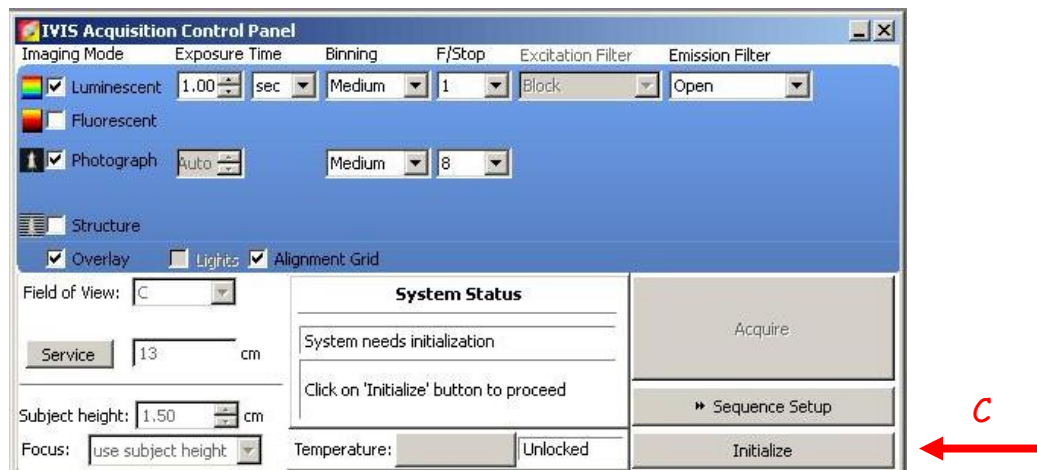 IVIS Acquisition Control Panel
Imaging Mode Exposure Time Binning F/Stop Excitation Filter Emission Filter
Luminescent 1.00 sec Medium 1 Block Open
Fluorescent
Photograph Auto Medium 8
Structure
Overlay Lights Alignment Grid
Field of View: C
Service 13 cm
Subject height: 1.50 cm
Focus: use subject height
System Status
System needs initialization
Click on 'Initialize' button to proceed
Temperature: Unlocked
Acquire
Sequence Setup
Initialize
C